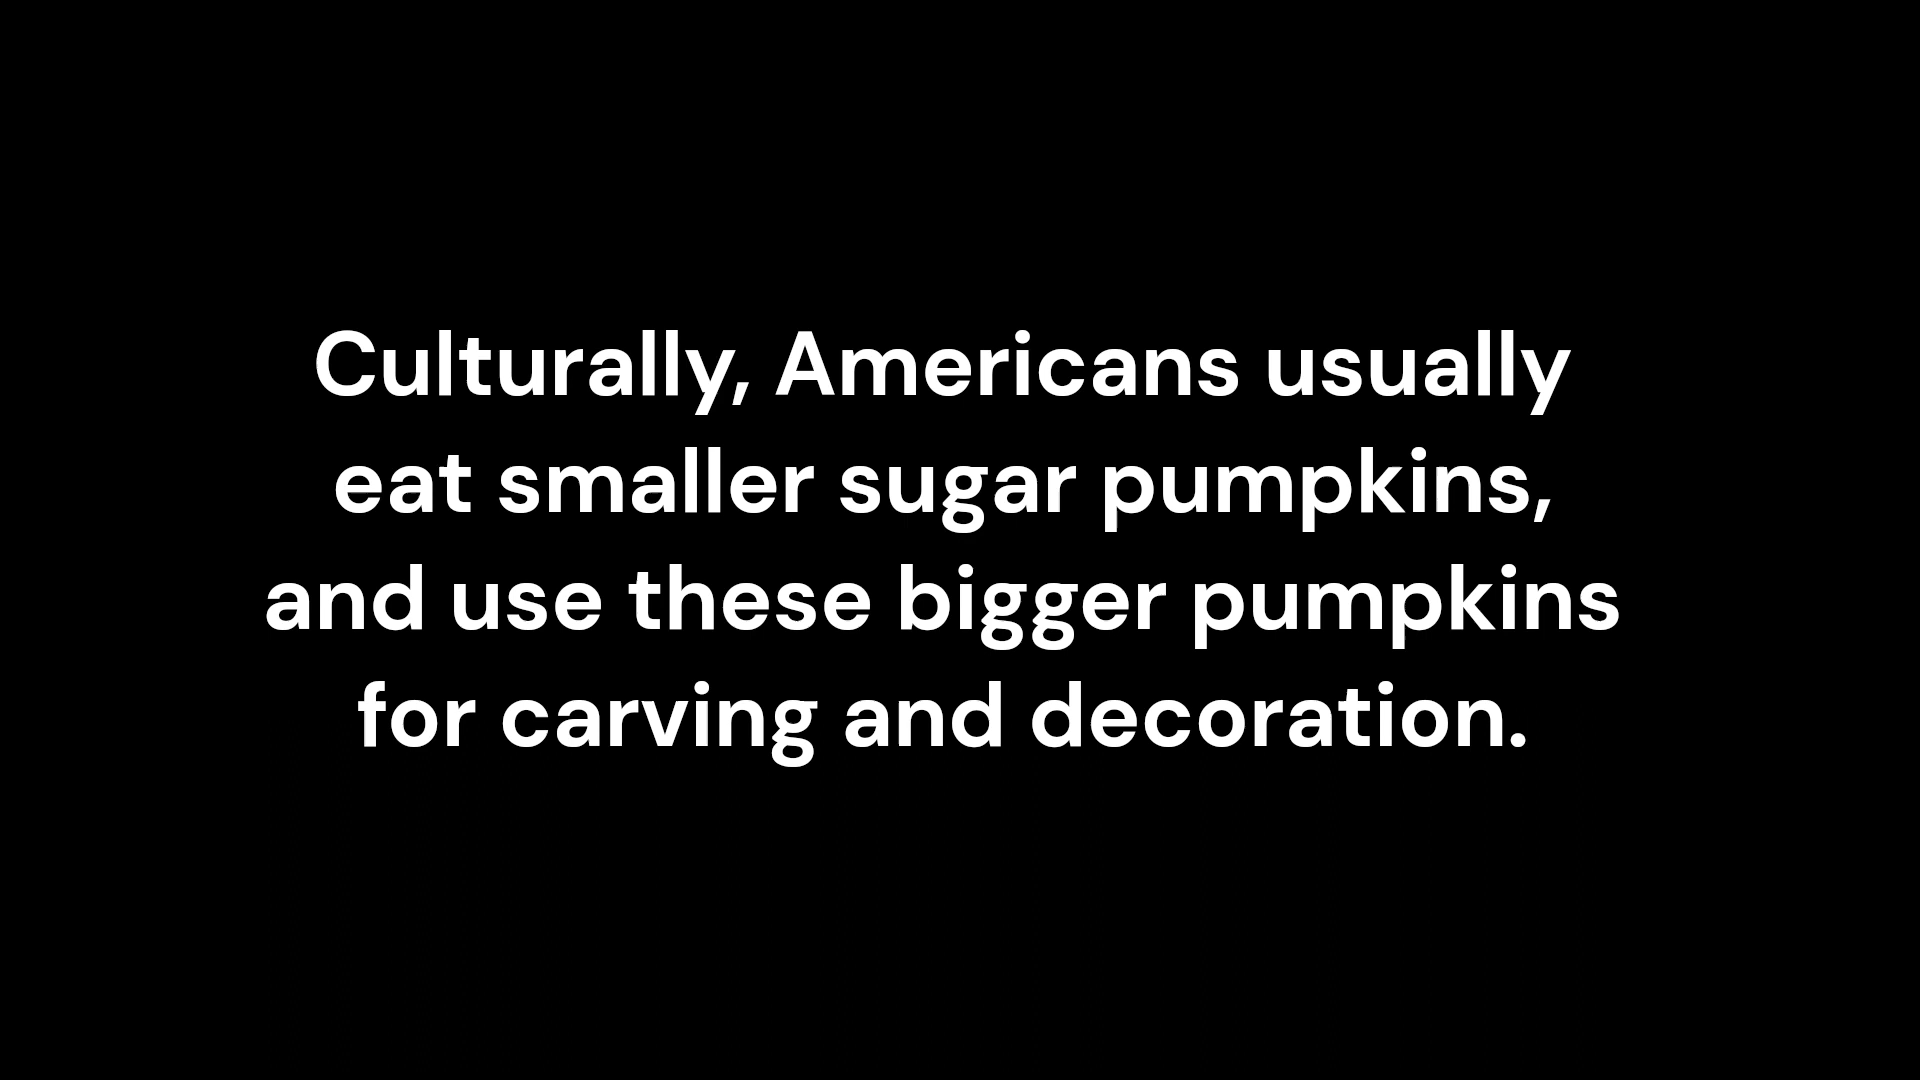 Culturally, Americans usually
eat smaller sugar pumpkins,
and use these bigger pumpkins
for carving and decoration.